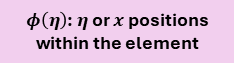 ϕ(η): η or x positions
within the element